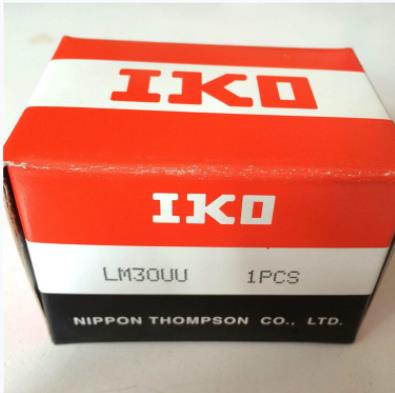 IKO
IKO
LM30UU 1PCS
NIPPON THOMPSON CO., LTD.